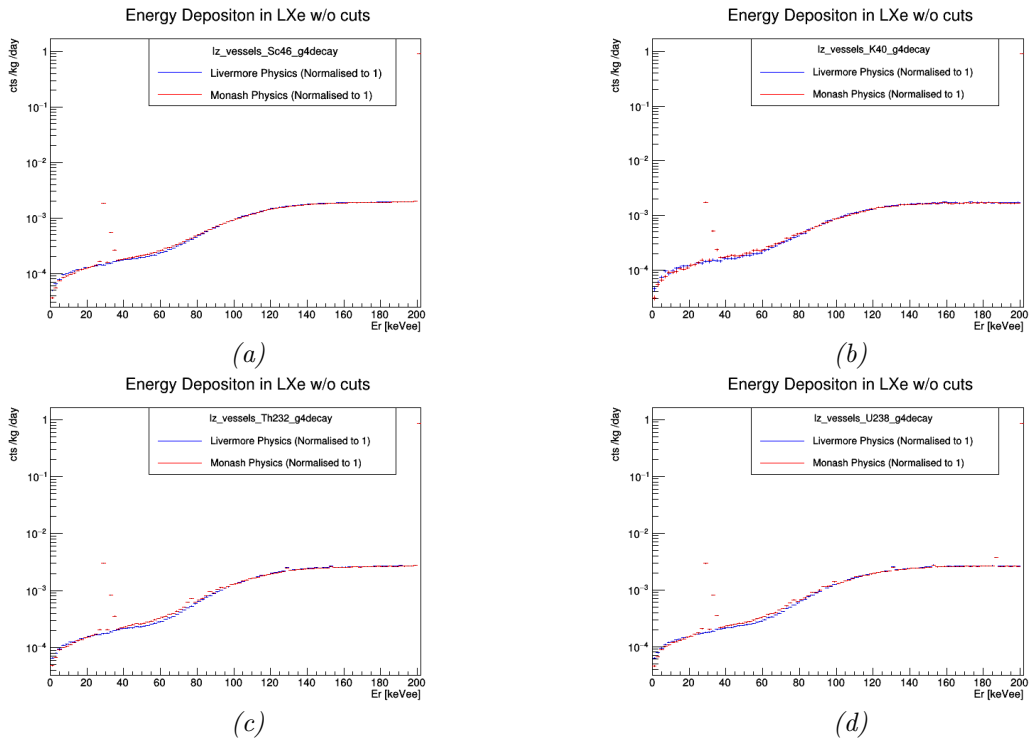 Energy Depositon in LXe w/o cuts
cts /kg /day
lz_vessels_Sc46_g4decay
Livermore Physics (Normalised to 1)
Monash Physics (Normalised to 1)
1
10⁻¹
10⁻²
10⁻³
10⁻⁴
0 20 40 60 80 100 120 140 160 180 200
Er [keVee]
(a)
Energy Depositon in LXe w/o cuts
cts /kg /day
lz_vessels_K40_g4decay
Livermore Physics (Normalised to 1)
Monash Physics (Normalised to 1)
1
10⁻¹
10⁻²
10⁻³
10⁻⁴
0 20 40 60 80 100 120 140 160 180 200
Er [keVee]
(b)
Energy Depositon in LXe w/o cuts
cts /kg /day
lz_vessels_Th232_g4decay
Livermore Physics (Normalised to 1)
Monash Physics (Normalised to 1)
1
10⁻¹
10⁻²
10⁻³
10⁻⁴
0 20 40 60 80 100 120 140 160 180 200
Er [keVee]
(c)
Energy Depositon in LXe w/o cuts
cts /kg /day
lz_vessels_U238_g4decay
Livermore Physics (Normalised to 1)
Monash Physics (Normalised to 1)
1
10⁻¹
10⁻²
10⁻³
10⁻⁴
0 20 40 60 80 100 120 140 160 180 200
Er [keVee]
(d)